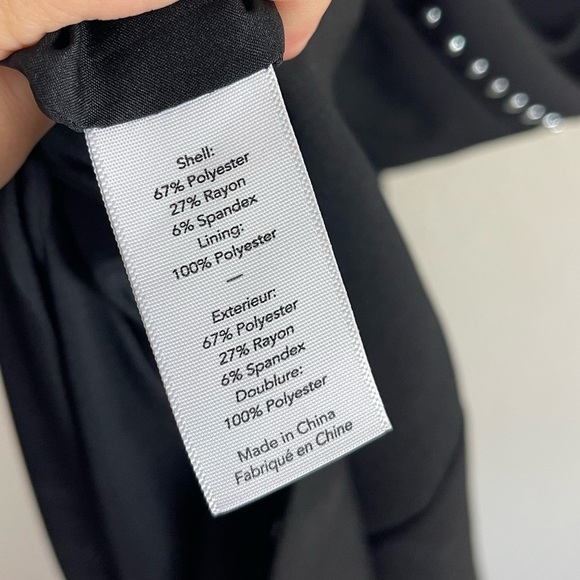 Shell:
67% Polyester
27% Rayon
6% Spandex
Lining:
100% Polyester
—
Exterieur:
67% Polyester
27% Rayon
6% Spandex
Doublure:
100% Polyester
Made in China
Fabriqué en Chine